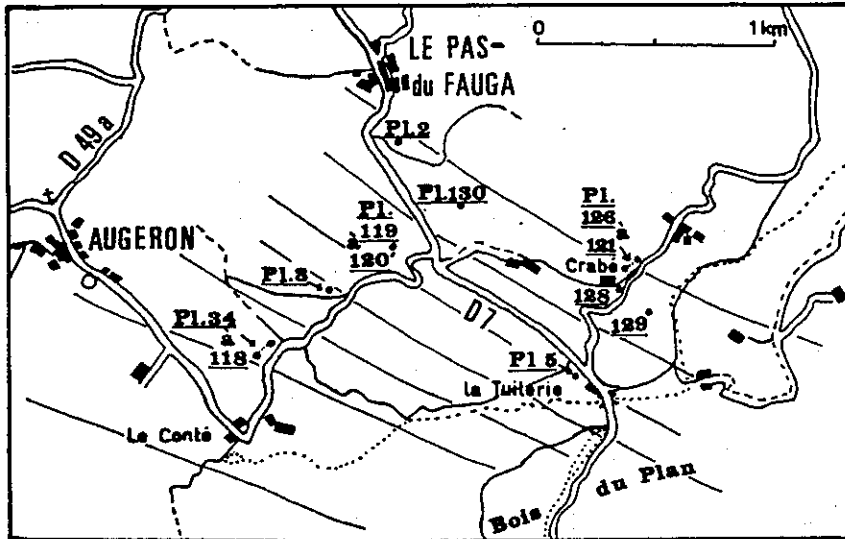 0 1km
LE PAS-
du FAUGA
D 49a
Pl.2
Pl.130
Pl.
126
à
121
Crabe
128
129
Pl.
à 119
120
AUGERON
Pl.3
Pl.34
à
118
D7
Pl 5
la Tuilerie
Le Conté
Bois du Plan